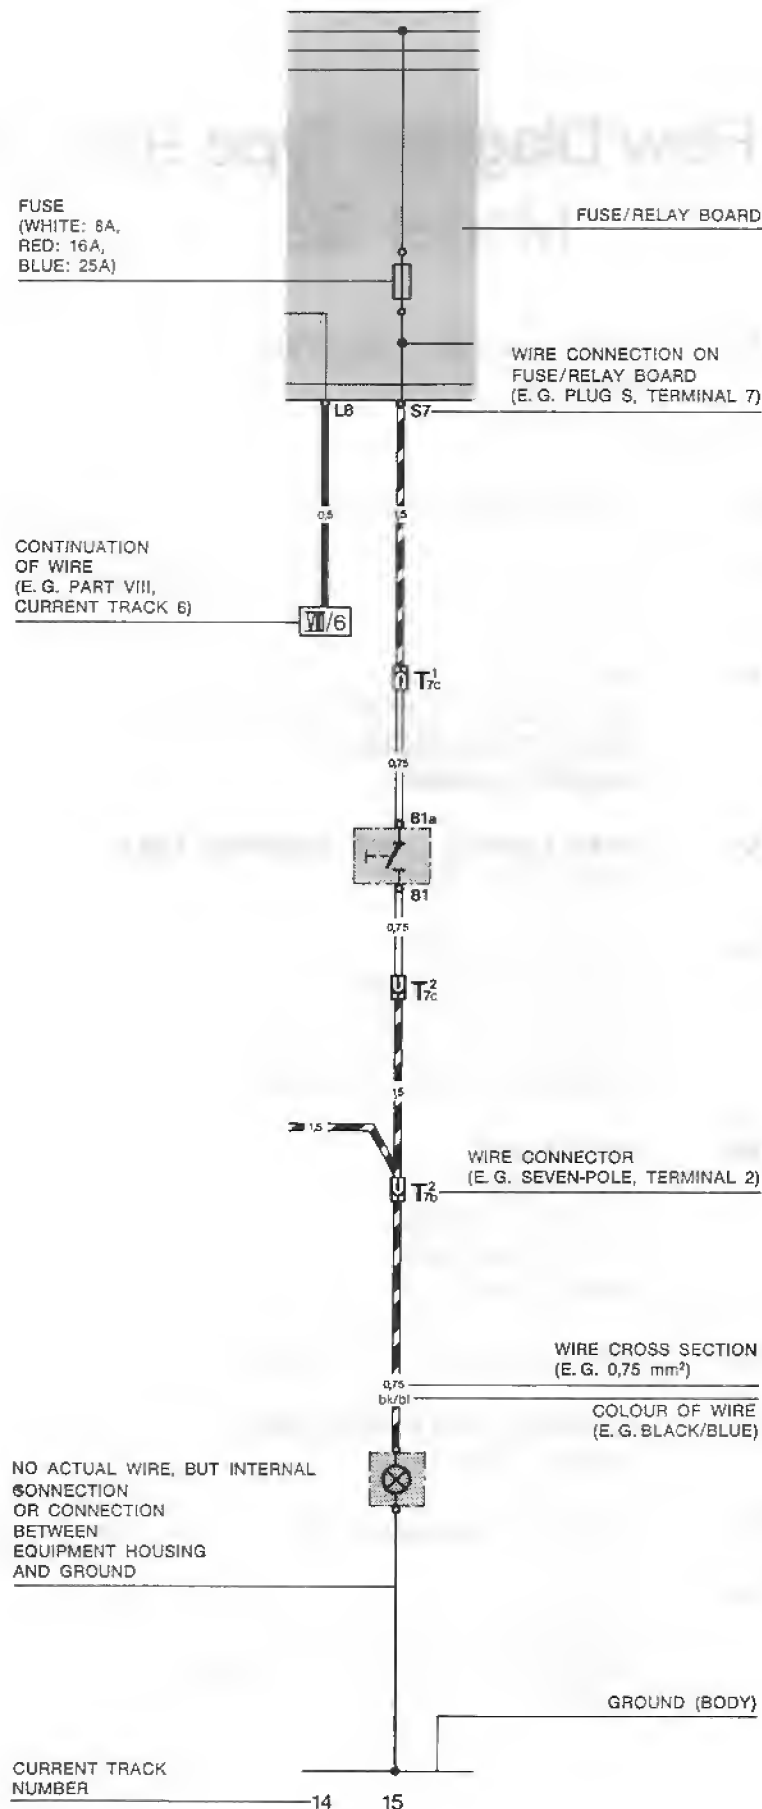 FUSE
(WHITE: 8A,
RED: 16A,
BLUE: 25A)
FUSE/RELAY BOARD
WIRE CONNECTION ON
FUSE/RELAY BOARD
(E. G. PLUG S, TERMINAL 7)
L8
S7
0,5
1,5
CONTINUATION
OF WIRE
(E. G. PART VIII,
CURRENT TRACK 6)
VIII/6
T7c1
0,75
81a
81
0,75
T7c2
1,5
1,5
WIRE CONNECTOR
(E. G. SEVEN-POLE, TERMINAL 2)
T7b2
WIRE CROSS SECTION
(E. G. 0,75 mm²)
0,75
bk/bl
COLOUR OF WIRE
(E. G. BLACK/BLUE)
NO ACTUAL WIRE, BUT INTERNAL
CONNECTION
OR CONNECTION
BETWEEN
EQUIPMENT HOUSING
AND GROUND
GROUND (BODY)
CURRENT TRACK
NUMBER
14
15